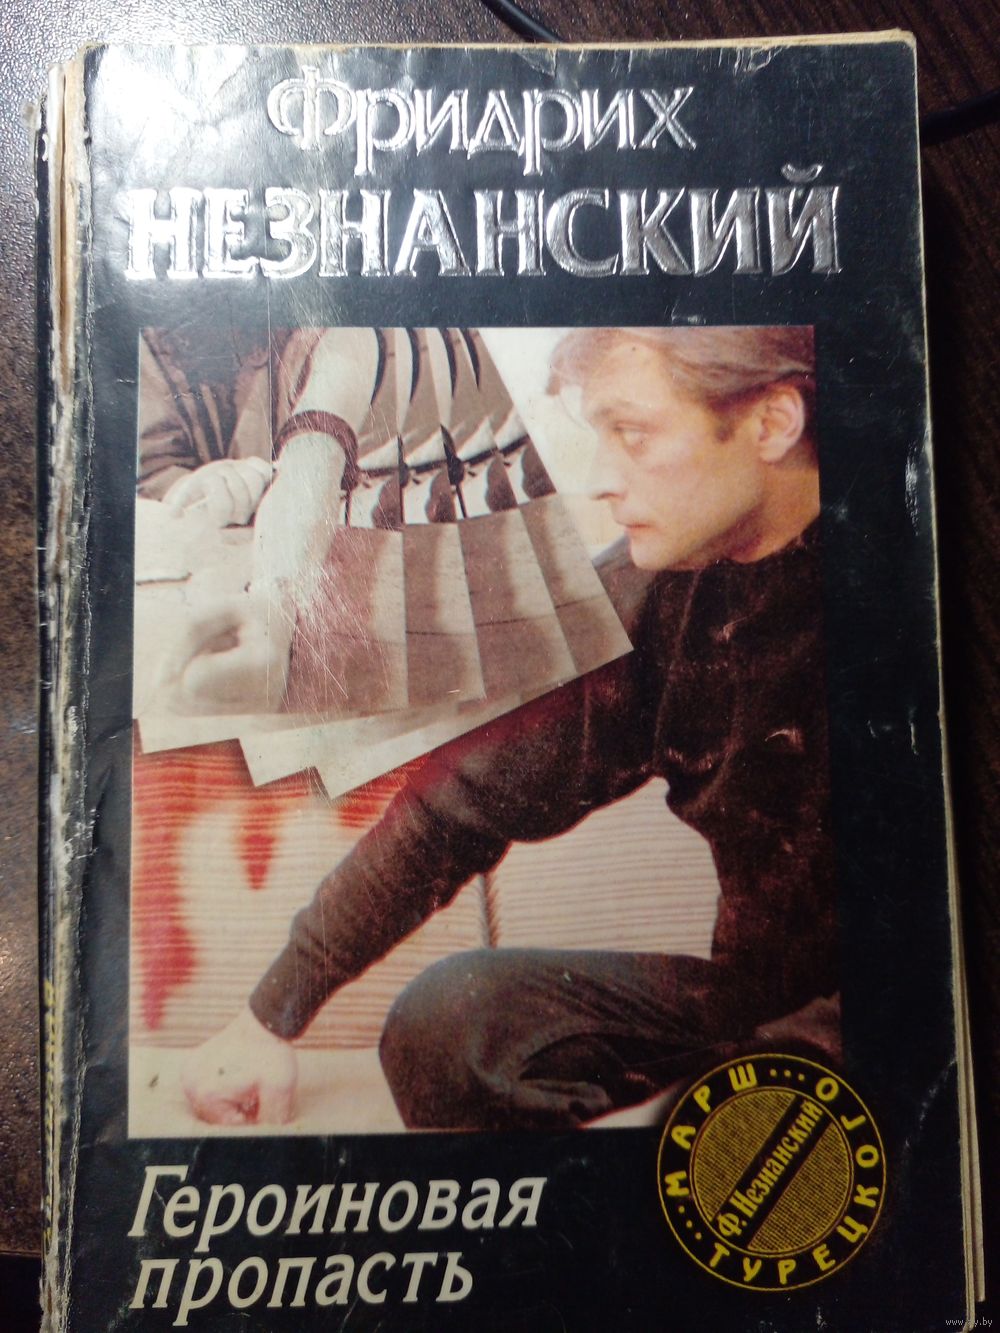 Фридрих
НЕЗНАНСКИЙ
Героиновая
пропасть
МАРШ...
ТУРЕЦКОГО...
Ф. Незнанский